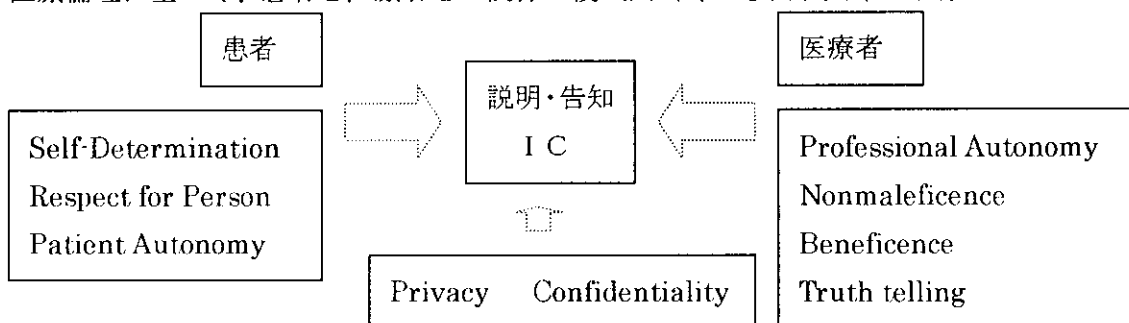 患者
医療者
説明・告知
ＩＣ
Self-Determination
Respect for Person
Patient Autonomy
Professional Autonomy
Nonmaleficence
Beneficence
Truth telling
Privacy Confidentiality